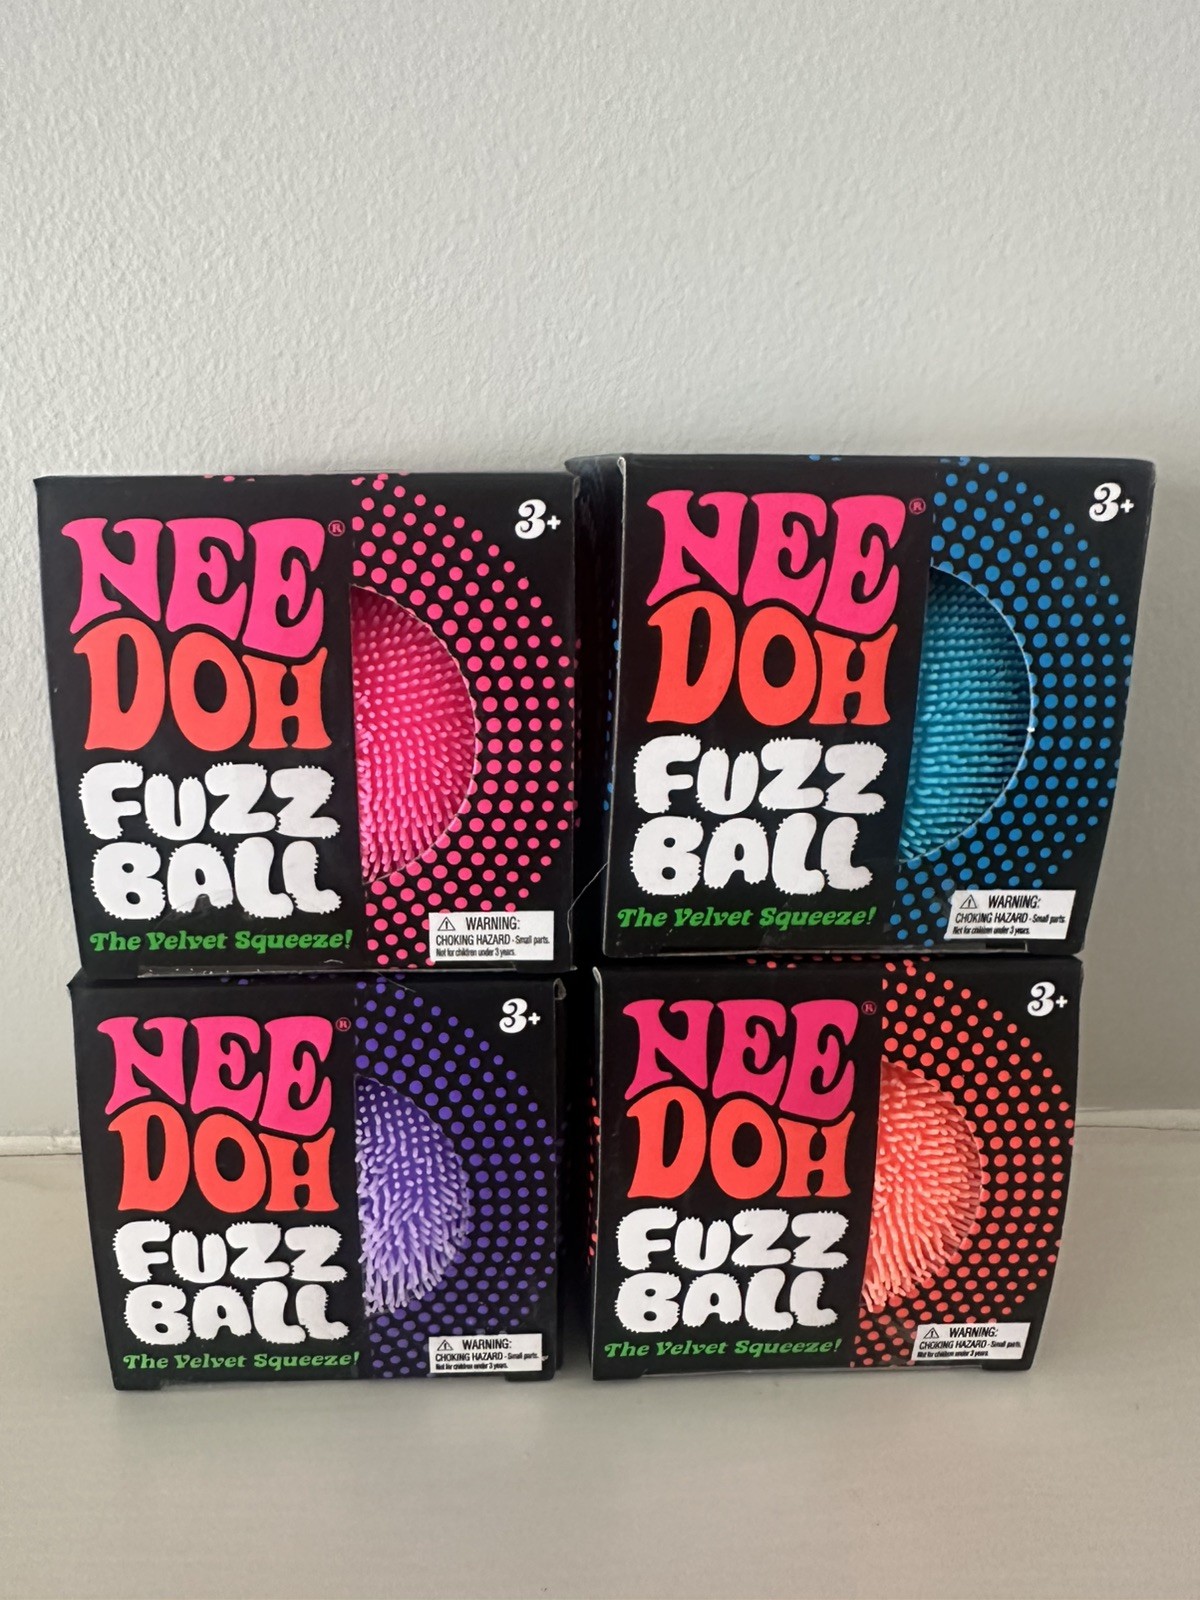 NEE®
DOH
FUZZ
BALL
The Velvet Squeeze!
3+
WARNING:
CHOKING HAZARD - Small parts.
Not for children under 3 years.
NEE®
DOH
FUZZ
BALL
The Velvet Squeeze!
3+
WARNING:
CHOKING HAZARD - Small parts.
Not for children under 3 years.
NEE®
DOH
FUZZ
BALL
The Velvet Squeeze!
3+
WARNING:
CHOKING HAZARD - Small parts.
Not for children under 3 years.
NEE®
DOH
FUZZ
BALL
The Velvet Squeeze!
3+
WARNING:
CHOKING HAZARD - Small parts.
Not for children under 3 years.